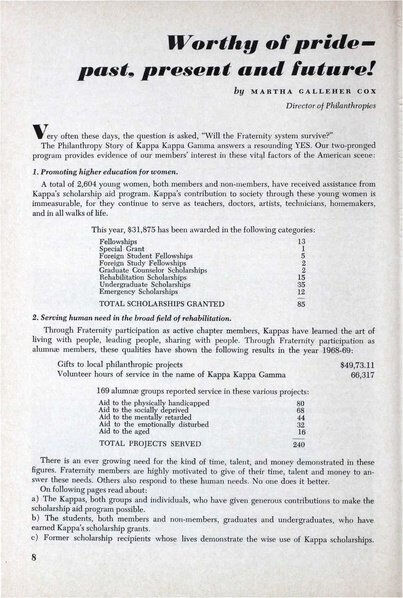 Worthy of pride—
past, present and future!
by MARTHA GALLEHER COX
Director of Philanthropies
Very often these days, the question is asked, "Will the Fraternity system survive?"
The Philanthropy Story of Kappa Kappa Gamma answers a resounding YES. Our two-pronged
program provides evidence of our members' interest in these vital factors of the American scene:
1. Promoting higher education for women.
A total of 2,604 young women, both members and non-members, have received assistance from
Kappa's scholarship aid program. Kappa's contribution to society through these young women is
immeasurable, for they continue to serve as teachers, doctors, artists, technicians, homemakers,
and in all walks of life.
This year, $31,875 has been awarded in the following categories:
Fellowships 13
Special Grant 1
Foreign Student Fellowships 5
Foreign Study Fellowships 2
Graduate Counselor Scholarships 2
Rehabilitation Scholarships 15
Undergraduate Scholarships 35
Emergency Scholarships 12
TOTAL SCHOLARSHIPS GRANTED 85
2. Serving human need in the broad field of rehabilitation.
Through Fraternity participation as active chapter members, Kappas have learned the art of
living with people, leading people, sharing with people. Through Fraternity participation as
alumnæ members, these qualities have shown the following results in the year 1968-69:
Gifts to local philanthropic projects $49,73.11
Volunteer hours of service in the name of Kappa Kappa Gamma 66,317
169 alumnæ groups reported service in these various projects:
Aid to the physically handicapped 80
Aid to the socially deprived 68
Aid to the mentally retarded 44
Aid to the emotionally disturbed 32
Aid to the aged 16
TOTAL PROJECTS SERVED 240
There is an ever growing need for the kind of time, talent, and money demonstrated in these
figures. Fraternity members are highly motivated to give of their time, talent and money to an-
swer these needs. Others also respond to these human needs. No one does it better.
On following pages read about:
a) The Kappas, both groups and individuals, who have given generous contributions to make the
scholarship aid program possible.
b) The students, both members and non-members, graduates and undergraduates, who have
earned Kappa's scholarship grants.
c) Former scholarship recipients whose lives demonstrate the wise use of Kappa scholarships.
8